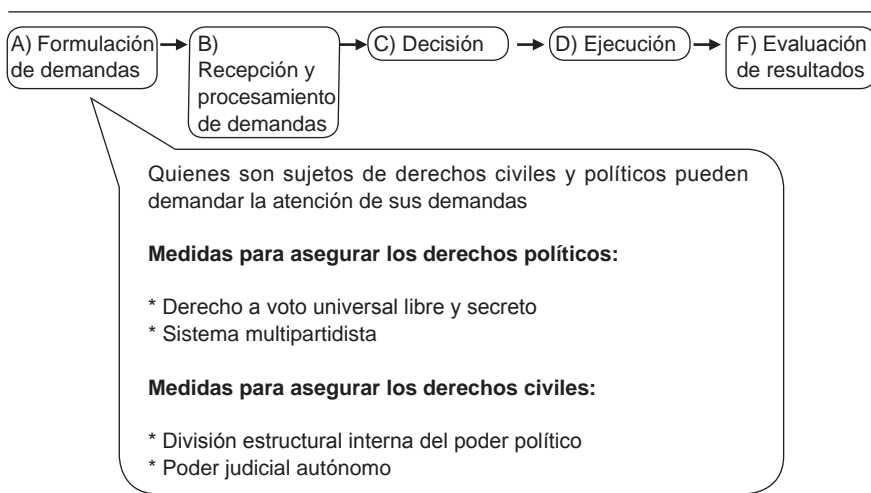 A) Formulación
de demandas
B)
Recepción y
procesamiento
de demandas
C) Decisión
D) Ejecución
F) Evaluación
de resultados
Quienes son sujetos de derechos civiles y políticos pueden
demandar la atención de sus demandas
Medidas para asegurar los derechos políticos:
* Derecho a voto universal libre y secreto
* Sistema multipartidista
Medidas para asegurar los derechos civiles:
* División estructural interna del poder político
* Poder judicial autónomo